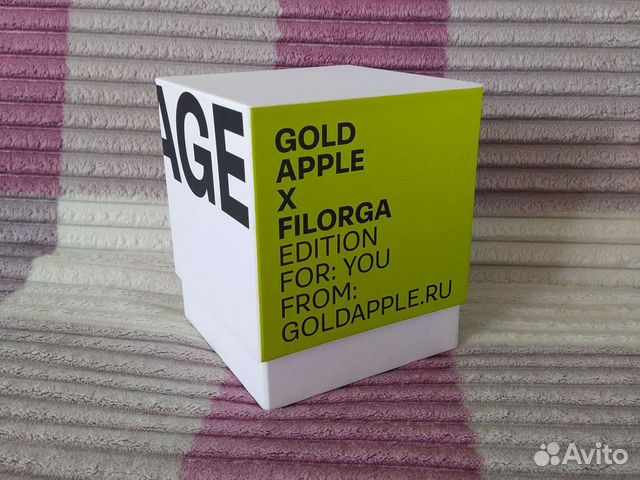 AGE
GOLD
APPLE
X
FILORGA
EDITION
FOR: YOU
FROM:
GOLDAPPLE.RU
Avito